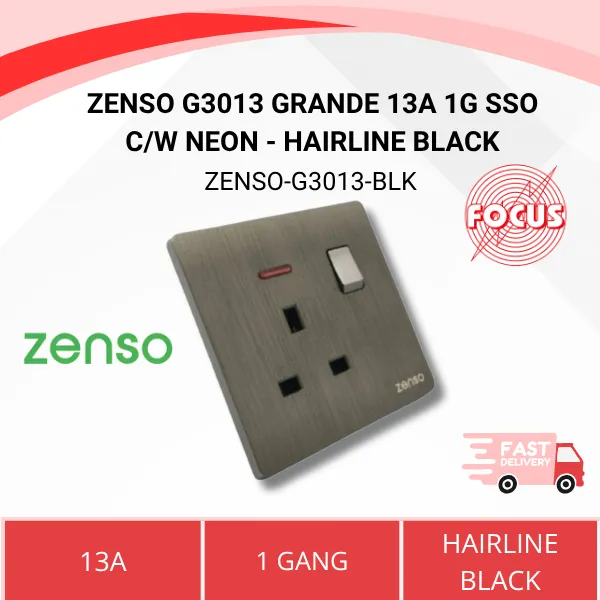 ZENSO G3013 GRANDE 13A 1G SSO
C/W NEON - HAIRLINE BLACK
ZENSO-G3013-BLK
FOCUS
zenso
zenso
FAST
DELIVERY
13A
1 GANG
HAIRLINE
BLACK